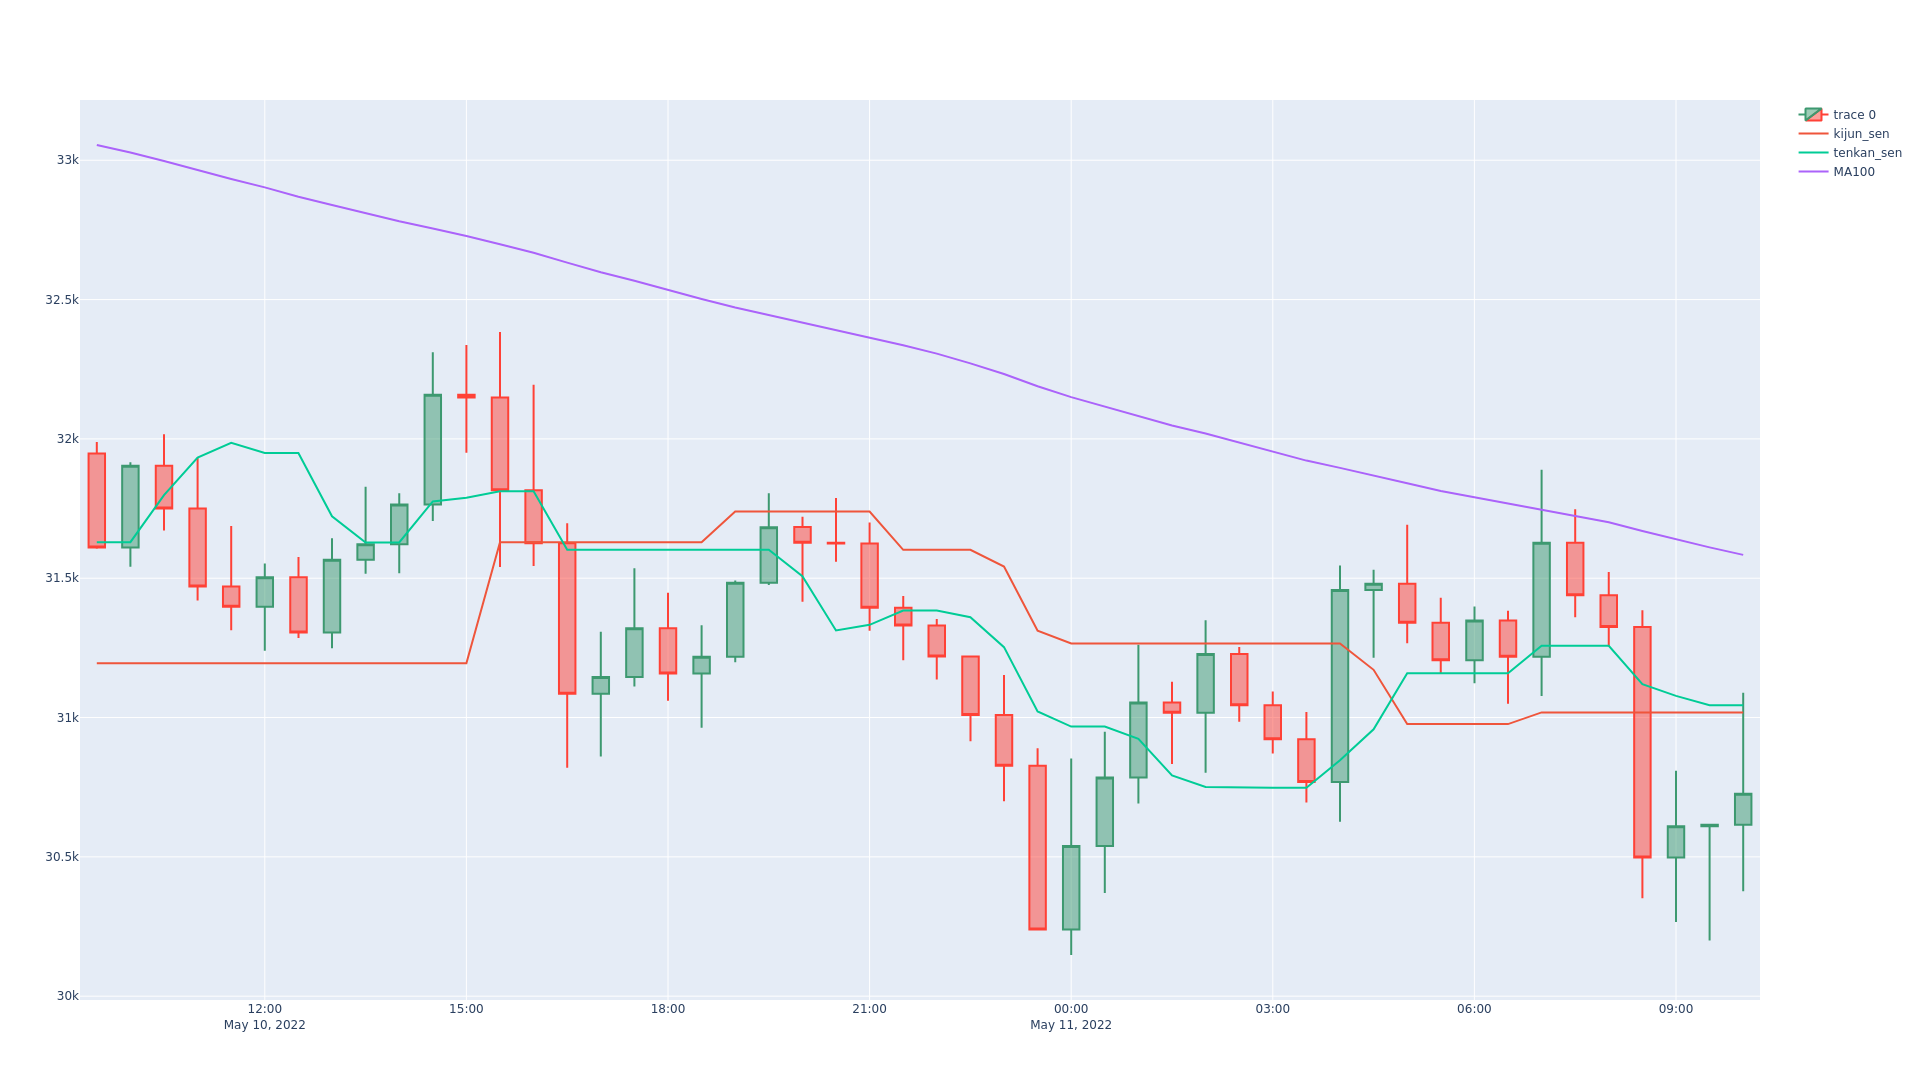 trace 0
kijun_sen
tenkan_sen
MA100
33k
32.5k
32k
31.5k
31k
30.5k
30k
12:00 15:00 18:00 21:00 00:00 03:00 06:00 09:00
May 10, 2022 May 11, 2022